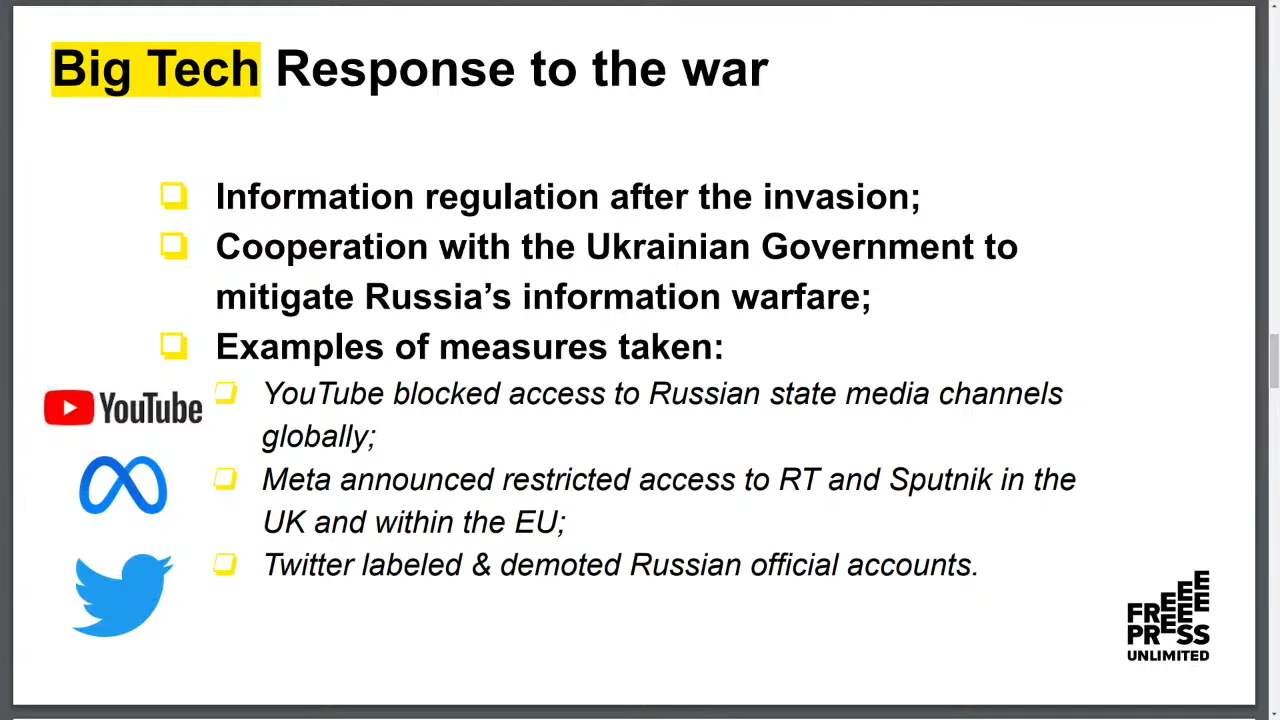 Big Tech Response to the war
Information regulation after the invasion;
Cooperation with the Ukrainian Government to
mitigate Russia’s information warfare;
Examples of measures taken:
YouTube
YouTube blocked access to Russian state media channels
globally;
Meta announced restricted access to RT and Sputnik in the
UK and within the EU;
Twitter labeled & demoted Russian official accounts.
FREEEEE
PRESS
UNLIMITED